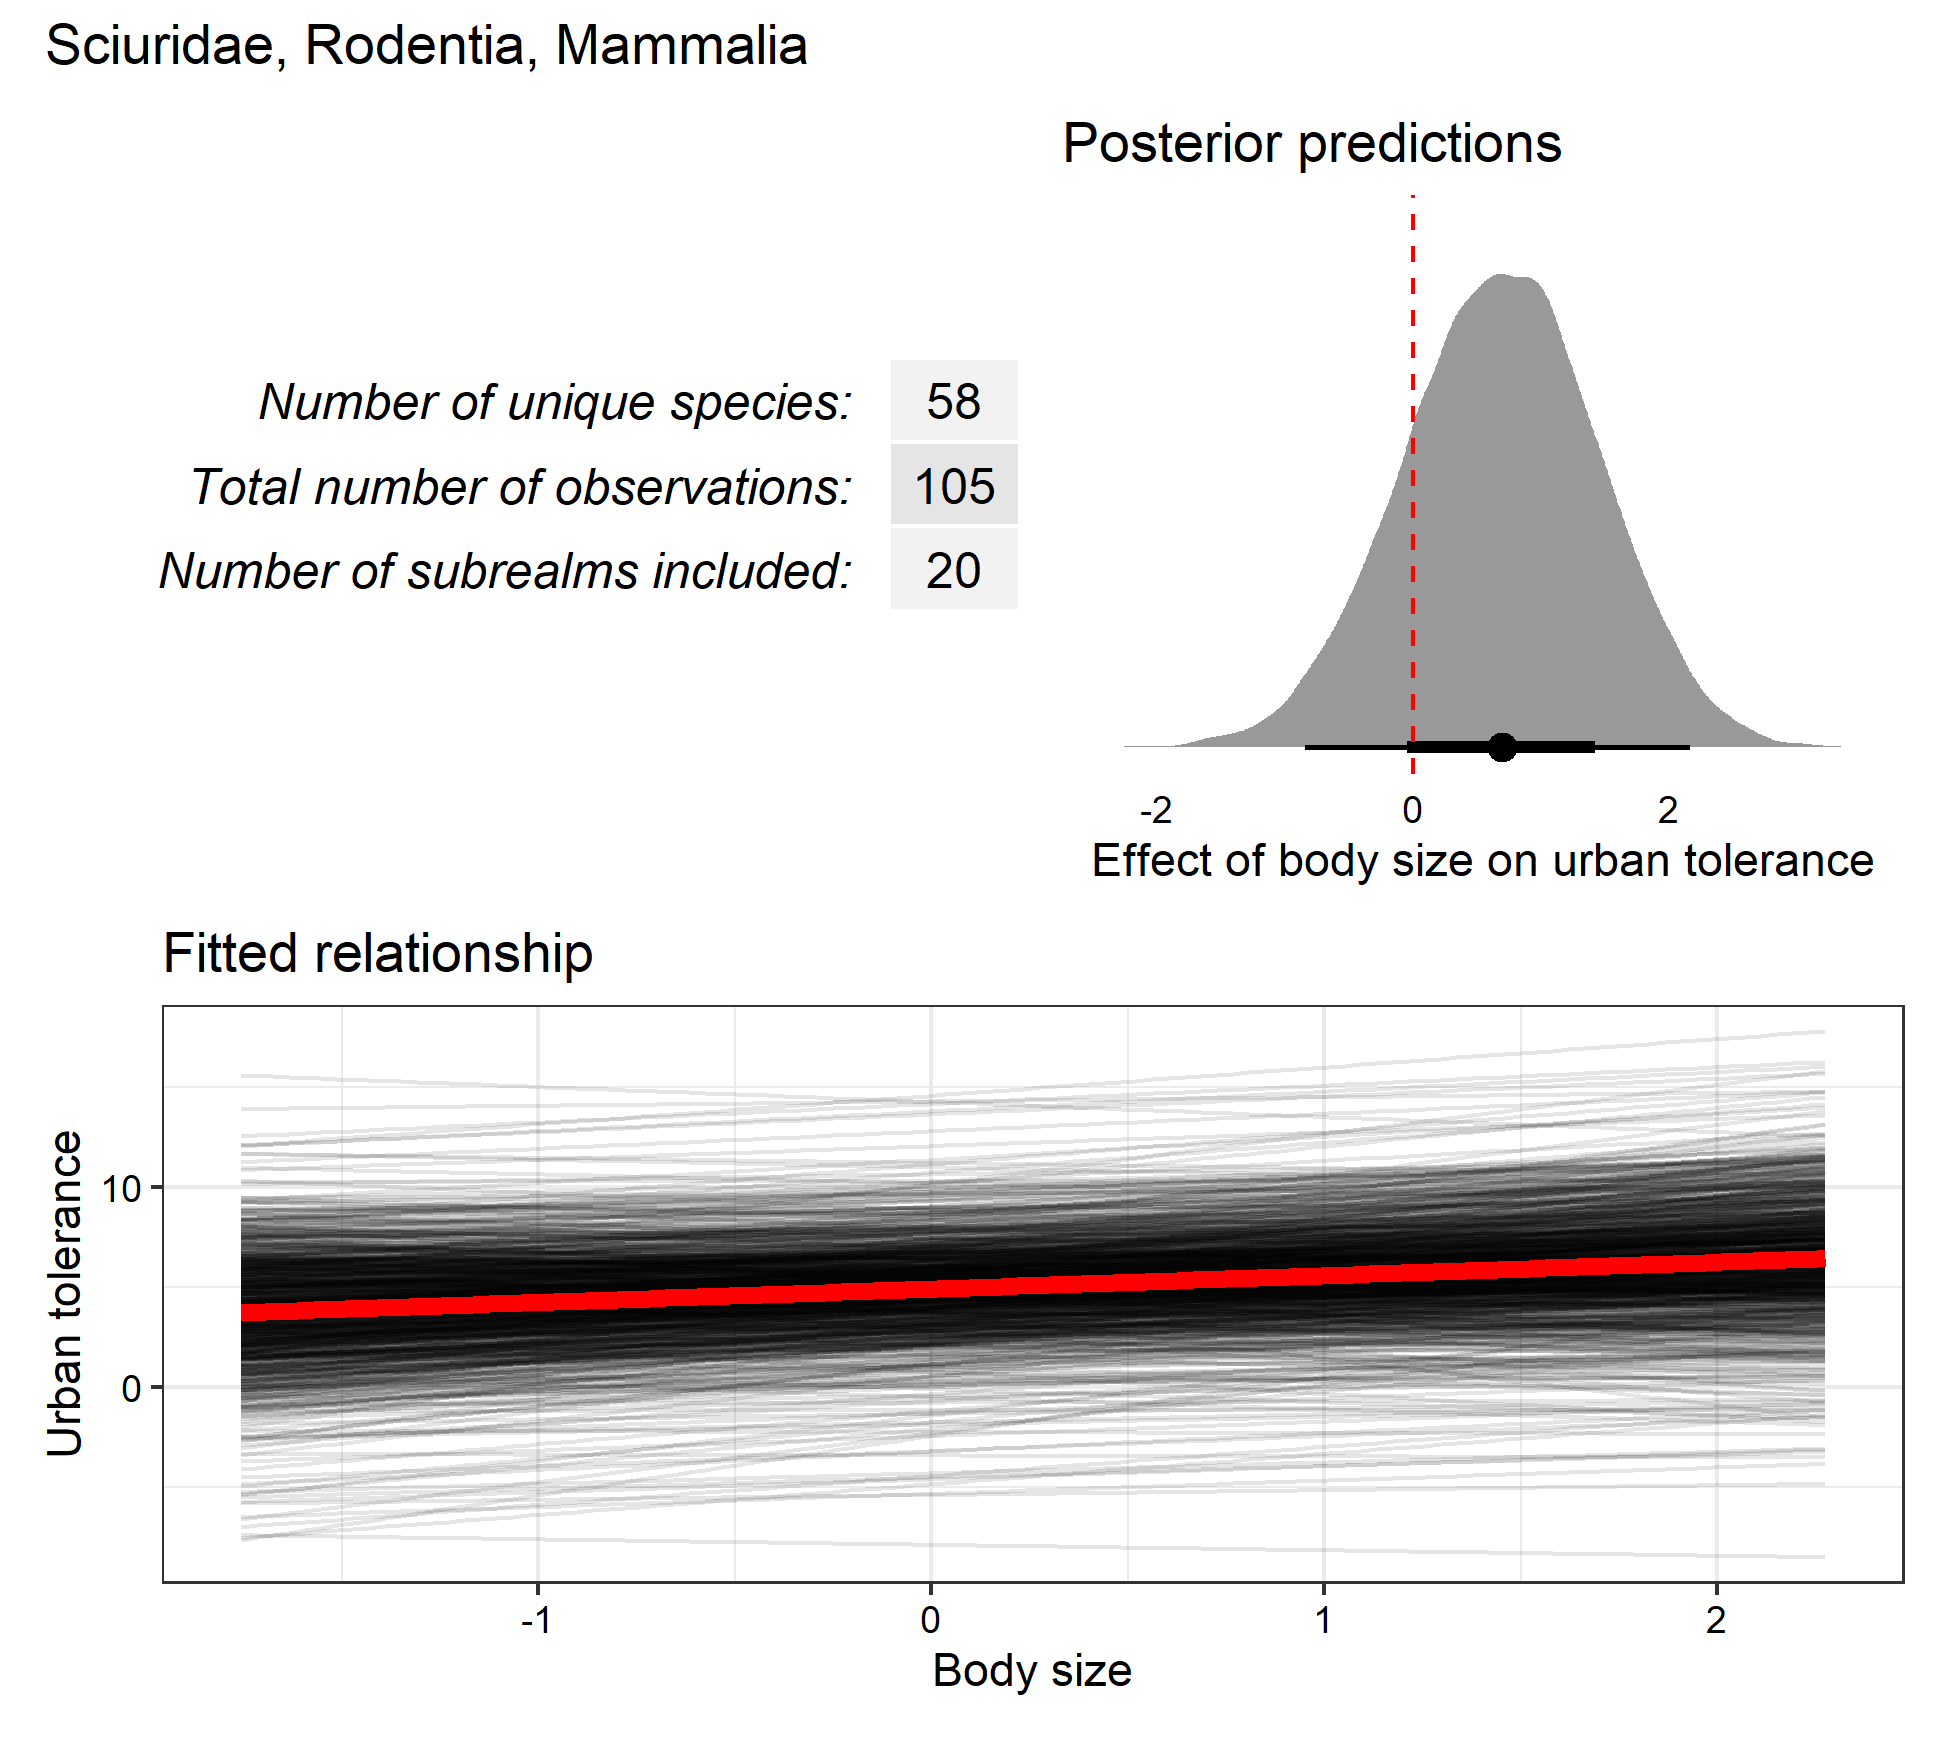 Sciuridae, Rodentia, Mammalia
Posterior predictions
Number of unique species: 58
Total number of observations: 105
Number of subrealms included: 20
-2 0 2
Effect of body size on urban tolerance
Fitted relationship
Urban tolerance
10
0
-1 0 1 2
Body size